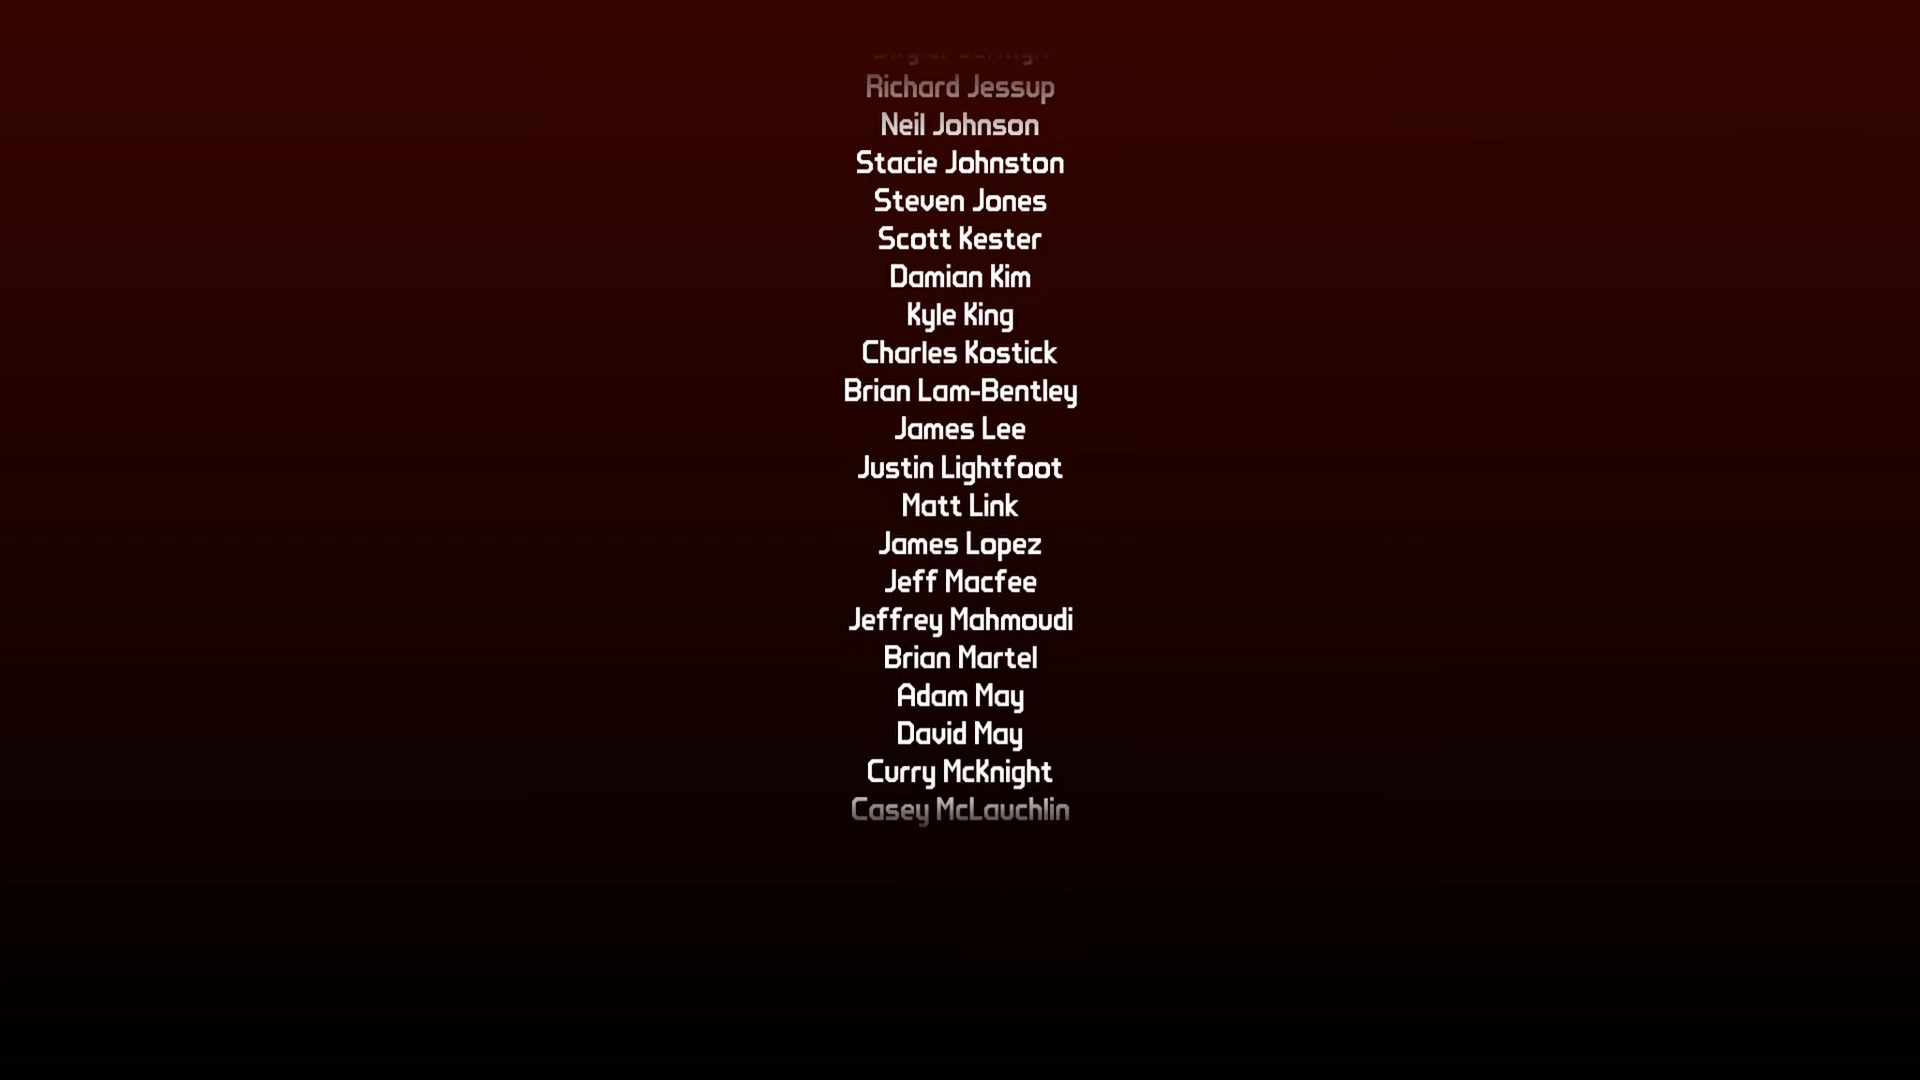 Richard Jessup
Neil Johnson
Stacie Johnston
Steven Jones
Scott Kester
Damian Kim
Kyle King
Charles Kostick
Brian Lam-Bentley
James Lee
Justin Lightfoot
Matt Link
James Lopez
Jeff Macfee
Jeffrey Mahmoudi
Brian Martel
Adam May
David May
Curry McKnight
Casey McLauchlin